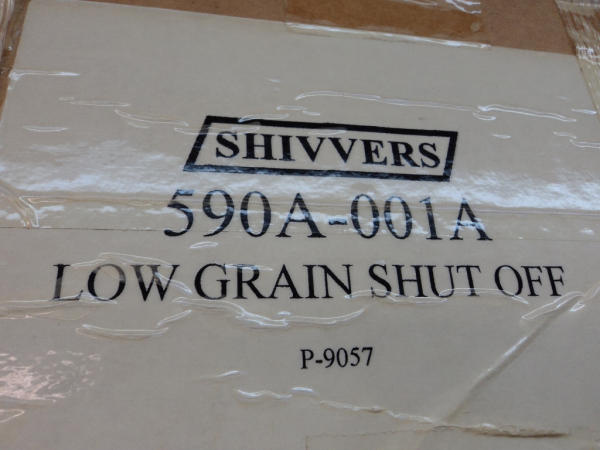 SHIVVERS
590A-001A
LOW GRAIN SHUT OFF
P-9057